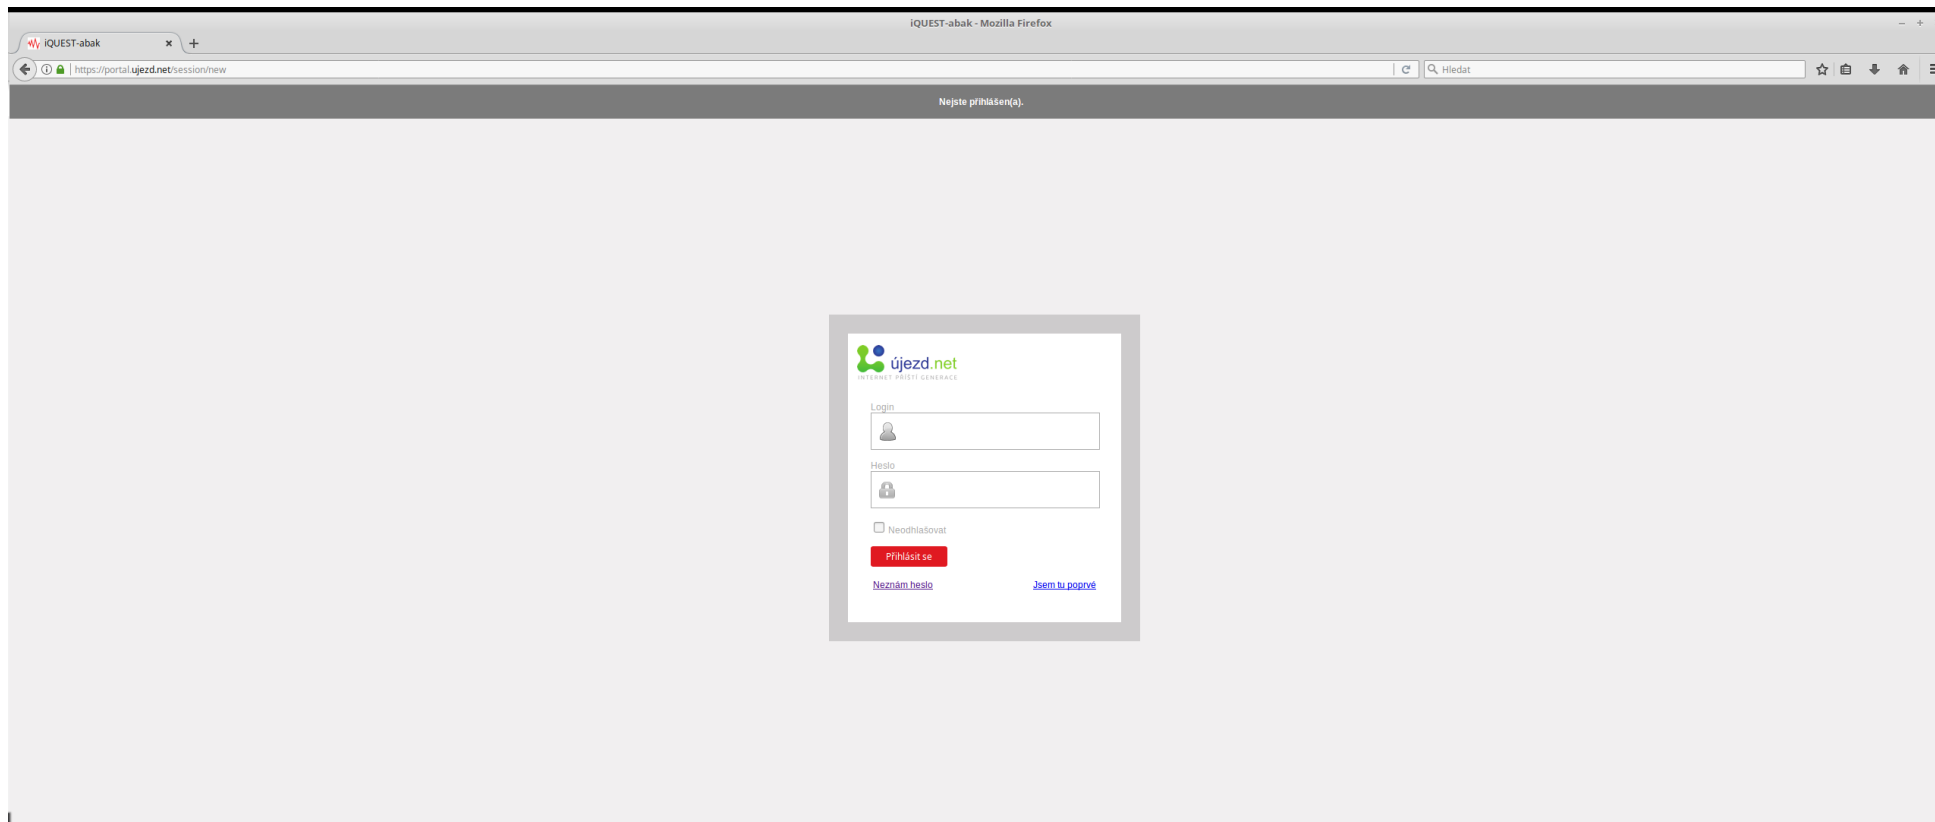 iQUEST-abak - Mozilla Firefox
iQUEST-abak
https://portal.ujezd.net/session/new
Hledat
Nejste přihlášen(a).
újezd.net
INTERNET PŘÍŠTÍ GENERACE
Login
Heslo
Neodhlašovat
Přihlásit se
Neznám heslo
Jsem tu poprvé